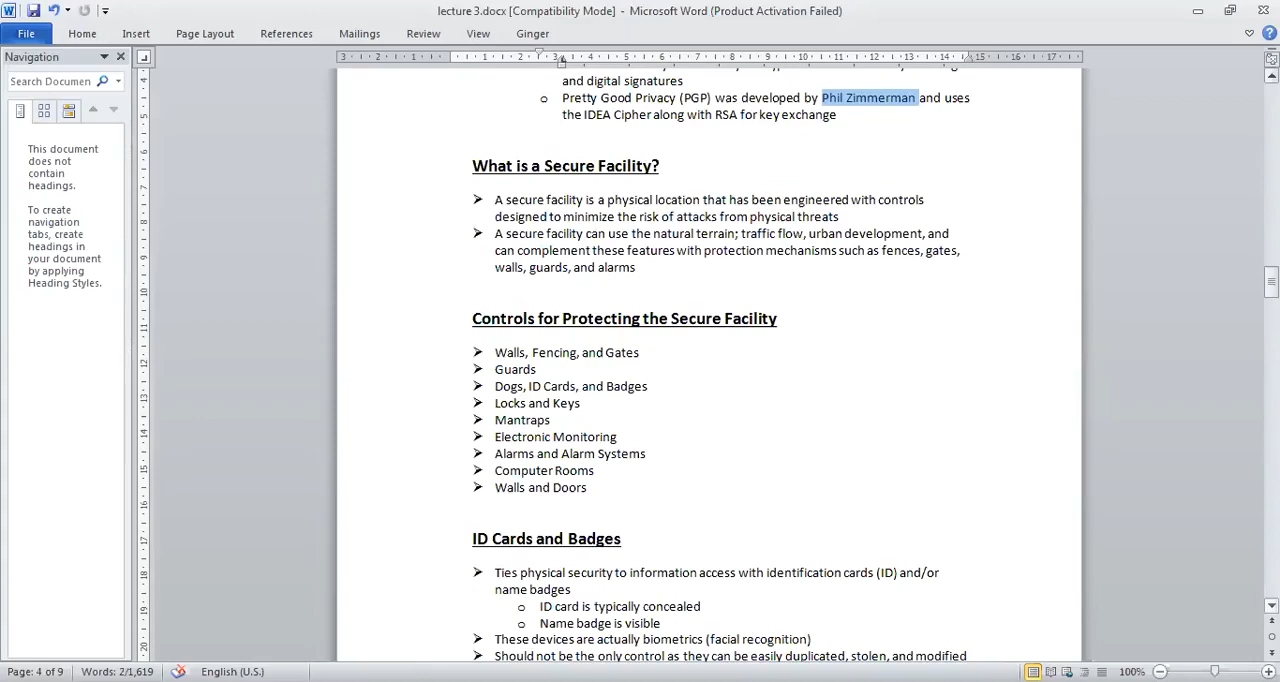 lecture 3.docx [Compatibility Mode] - Microsoft Word (Product Activation Failed)
File Home Insert Page Layout References Mailings Review View Ginger
Navigation
Search Documen
This document
does not
contain
headings.
To create
navigation
tabs, create
headings in
your document
by applying
Heading Styles.
and digital signatures
o Pretty Good Privacy (PGP) was developed by Phil Zimmerman and uses
the IDEA Cipher along with RSA for key exchange
What is a Secure Facility?
➢ A secure facility is a physical location that has been engineered with controls
designed to minimize the risk of attacks from physical threats
➢ A secure facility can use the natural terrain; traffic flow, urban development, and
can complement these features with protection mechanisms such as fences, gates,
walls, guards, and alarms
Controls for Protecting the Secure Facility
➢ Walls, Fencing, and Gates
➢ Guards
➢ Dogs, ID Cards, and Badges
➢ Locks and Keys
➢ Mantraps
➢ Electronic Monitoring
➢ Alarms and Alarm Systems
➢ Computer Rooms
➢ Walls and Doors
ID Cards and Badges
➢ Ties physical security to information access with identification cards (ID) and/or
name badges
o ID card is typically concealed
o Name badge is visible
➢ These devices are actually biometrics (facial recognition)
➢ Should not be the only control as they can be easily duplicated, stolen, and modified
Page: 4 of 9 Words: 2/1,619 English (U.S.) 100%